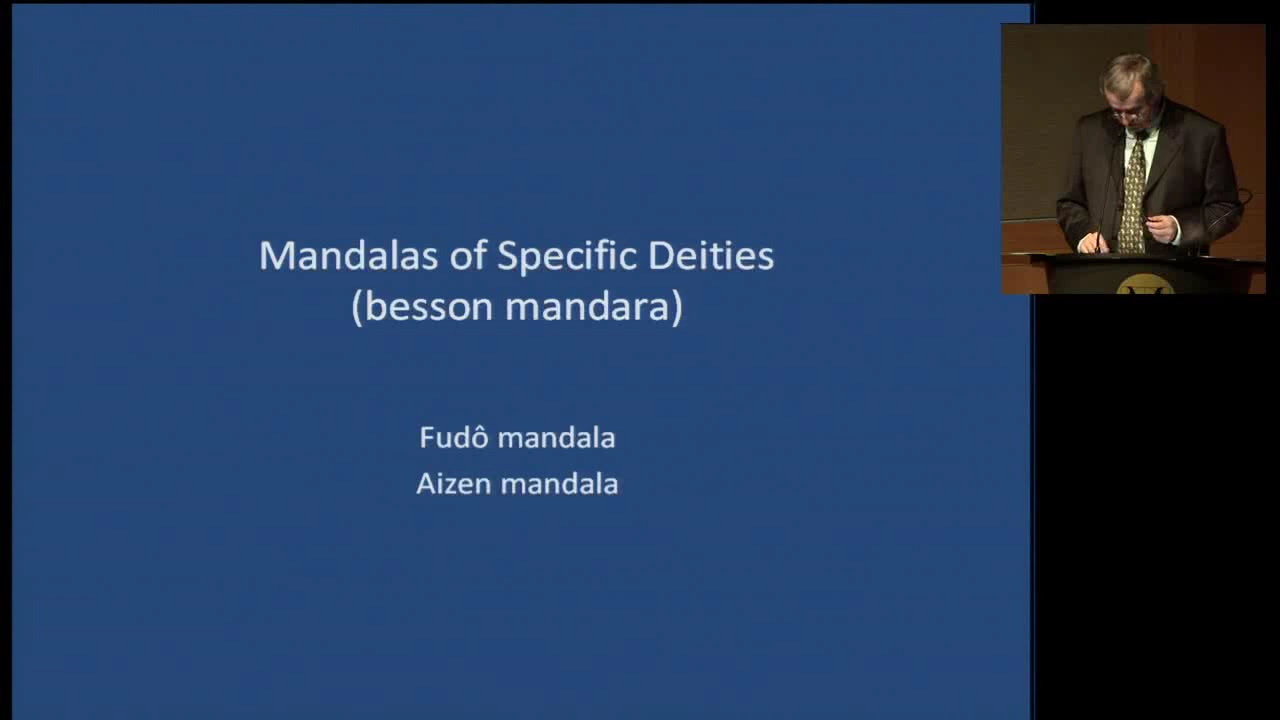 Mandalas of Specific Deities
(besson mandara)
Fudô mandala
Aizen mandala